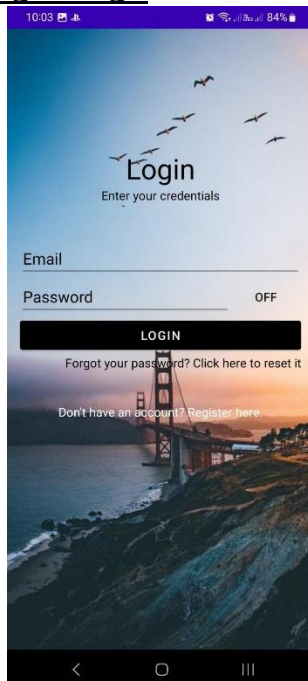 10:03 84%
Login
Enter your credentials
Email
Password OFF
LOGIN
Forgot your password? Click here to reset it
Don't have an account? Register here.